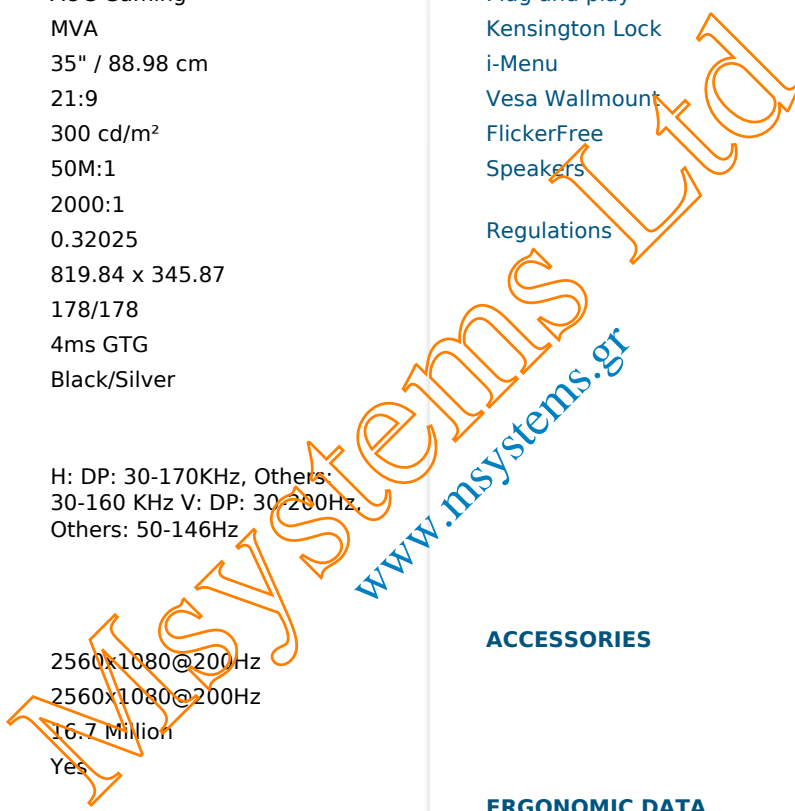 MVA
35" / 88.98 cm
21:9
300 cd/m²
50M:1
2000:1
0.32025
819.84 x 345.87
178/178
4ms GTG
Black/Silver
H: DP: 30-170KHz, Others:
30-160 KHz V: DP: 30-200Hz,
Others: 50-146Hz
2560x1080@200Hz
2560x1080@200Hz
16.7 Million
Yes
Kensington Lock
i-Menu
Vesa Wallmount
FlickerFree
Speakers
Regulations
ACCESSORIES
ERGONOMIC DATA
Msystems Ltd
www.msystems.gr